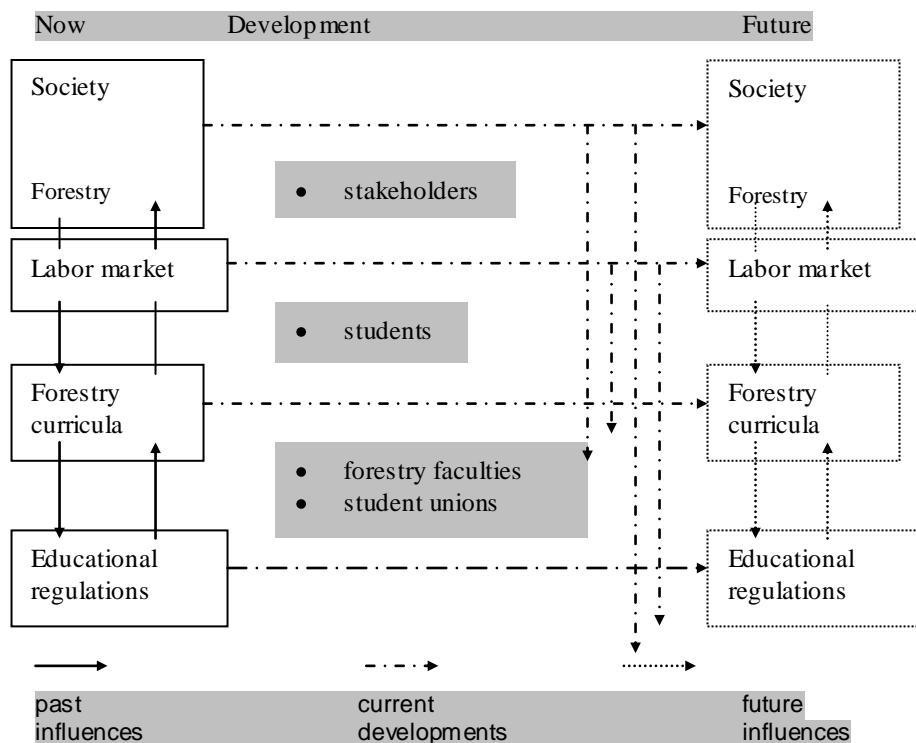 Now Development Future
Society
Forestry
Labor market
Forestry
curricula
Educational
regulations
• stakeholders
• students
• forestry faculties
• student unions
Society
Forestry
Labor market
Forestry
curricula
Educational
regulations
past
influences
current
developments
future
influences